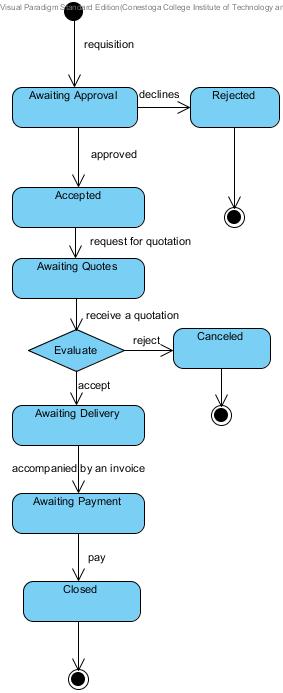 Visual Paradigm Standard Edition(Conestoga College Institute of Technology an
requisition
Awaiting Approval
declines
Rejected
approved
Accepted
request for quotation
Awaiting Quotes
receive a quotation
Evaluate
reject
Canceled
accept
Awaiting Delivery
accompanied by an invoice
Awaiting Payment
pay
Closed